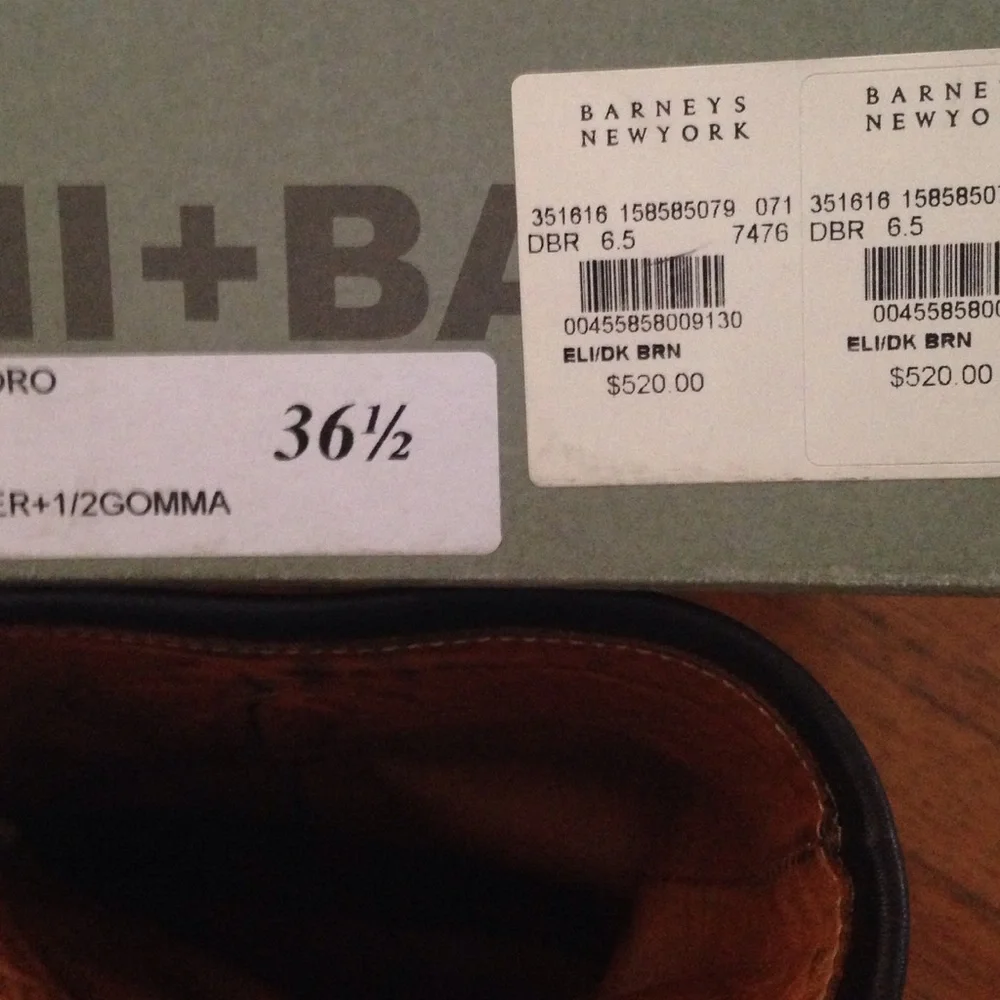 II+BA
BARNEYS
NEWYORK
351616 158585079 071
DBR 6.5 7476
00455858009130
ELI/DK BRN
$520.00
BARNE
NEWYO
351616 15858507
DBR 6.5
0045585800
ELI/DK BRN
$520.00
ORO
36½
ER+1/2GOMMA